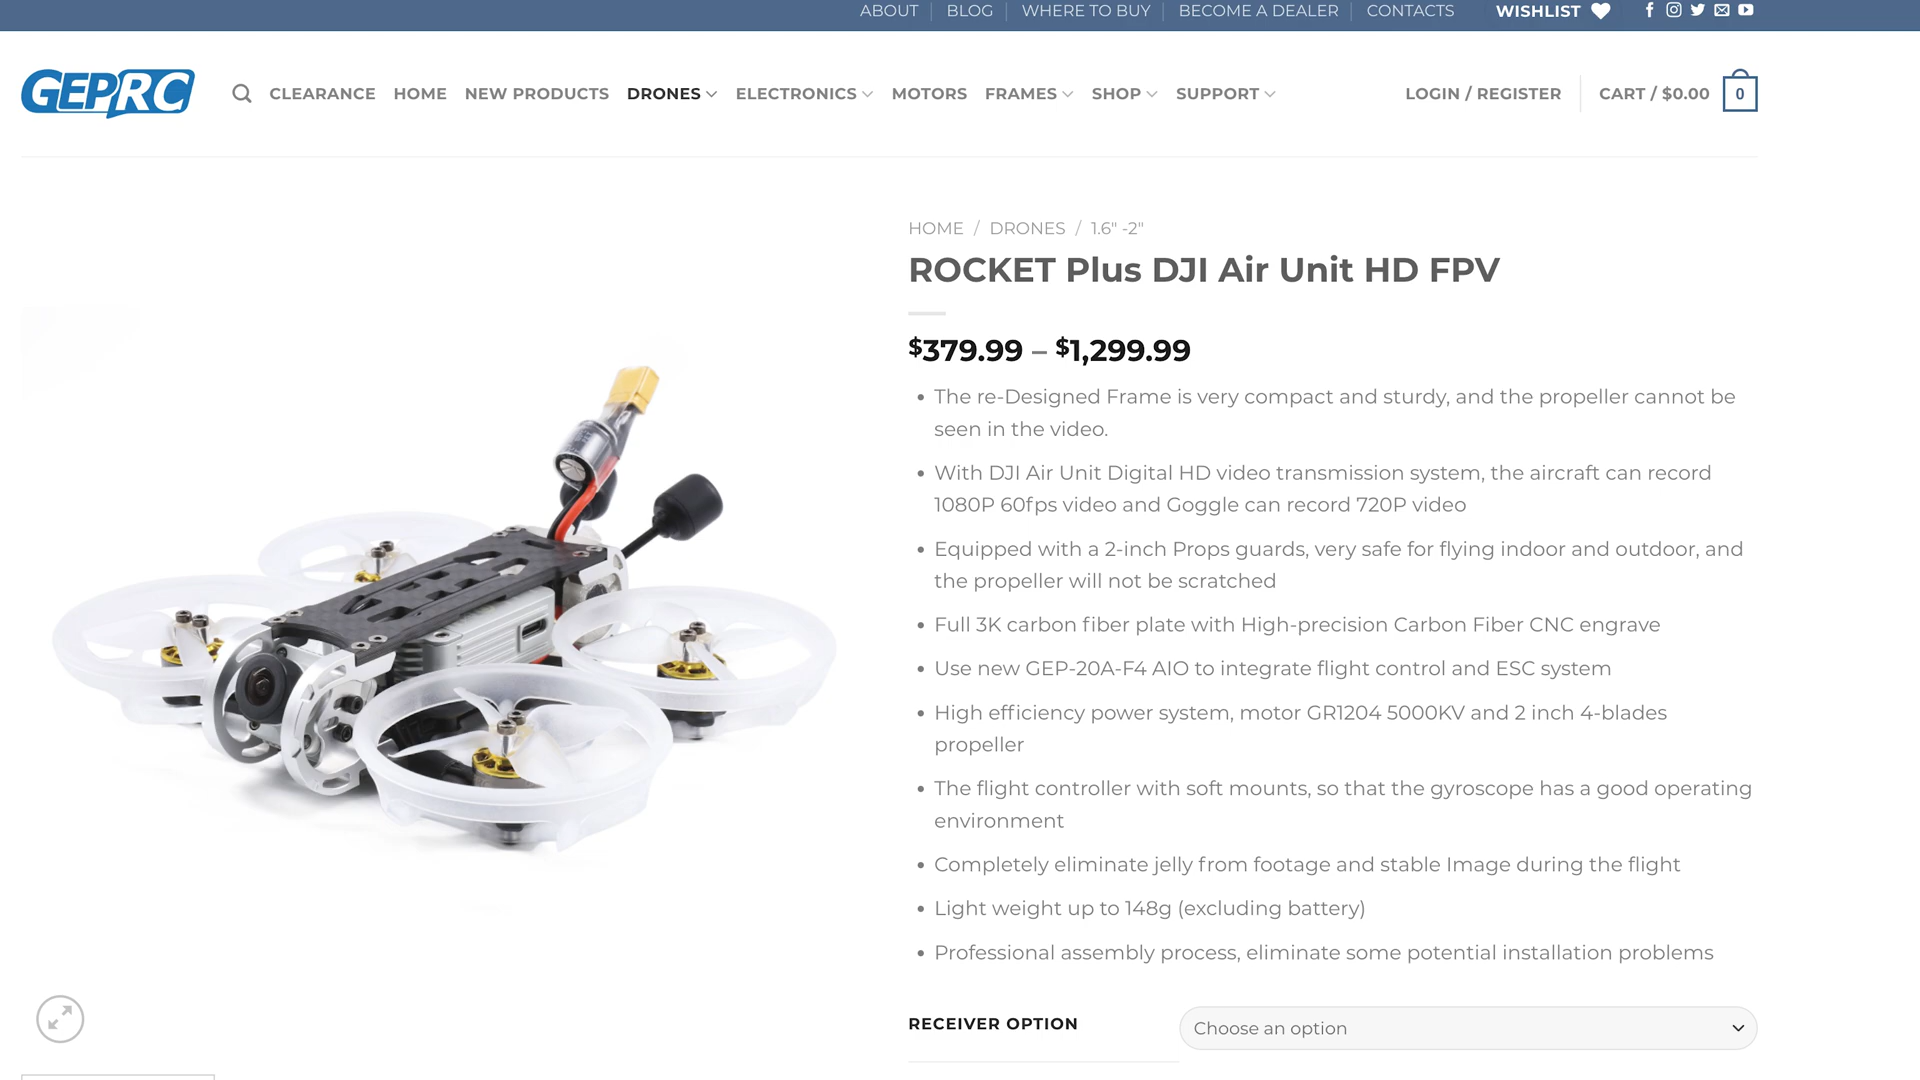 ABOUT BLOG WHERE TO BUY BECOME A DEALER CONTACTS WISHLIST
GEPRC CLEARANCE HOME NEW PRODUCTS DRONES ELECTRONICS MOTORS FRAMES SHOP SUPPORT LOGIN / REGISTER CART / $0.00 0
HOME / DRONES / 1.6" -2"
ROCKET Plus DJI Air Unit HD FPV
$379.99 – $1,299.99
• The re-Designed Frame is very compact and sturdy, and the propeller cannot be
seen in the video.
• With DJI Air Unit Digital HD video transmission system, the aircraft can record
1080P 60fps video and Goggle can record 720P video
• Equipped with a 2-inch Props guards, very safe for flying indoor and outdoor, and
the propeller will not be scratched
• Full 3K carbon fiber plate with High-precision Carbon Fiber CNC engrave
• Use new GEP-20A-F4 AIO to integrate flight control and ESC system
• High efficiency power system, motor GR1204 5000KV and 2 inch 4-blades
propeller
• The flight controller with soft mounts, so that the gyroscope has a good operating
environment
• Completely eliminate jelly from footage and stable Image during the flight
• Light weight up to 148g (excluding battery)
• Professional assembly process, eliminate some potential installation problems
RECEIVER OPTION Choose an option